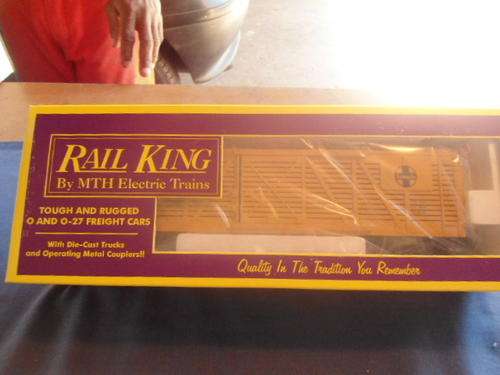 RAIL KING
By MTH Electric Trains
TOUGH AND RUGGED
O AND O-27 FREIGHT CARS
With Die-Cast Trucks
and Operating Metal Couplers!!
Quality In The Tradition You Remember